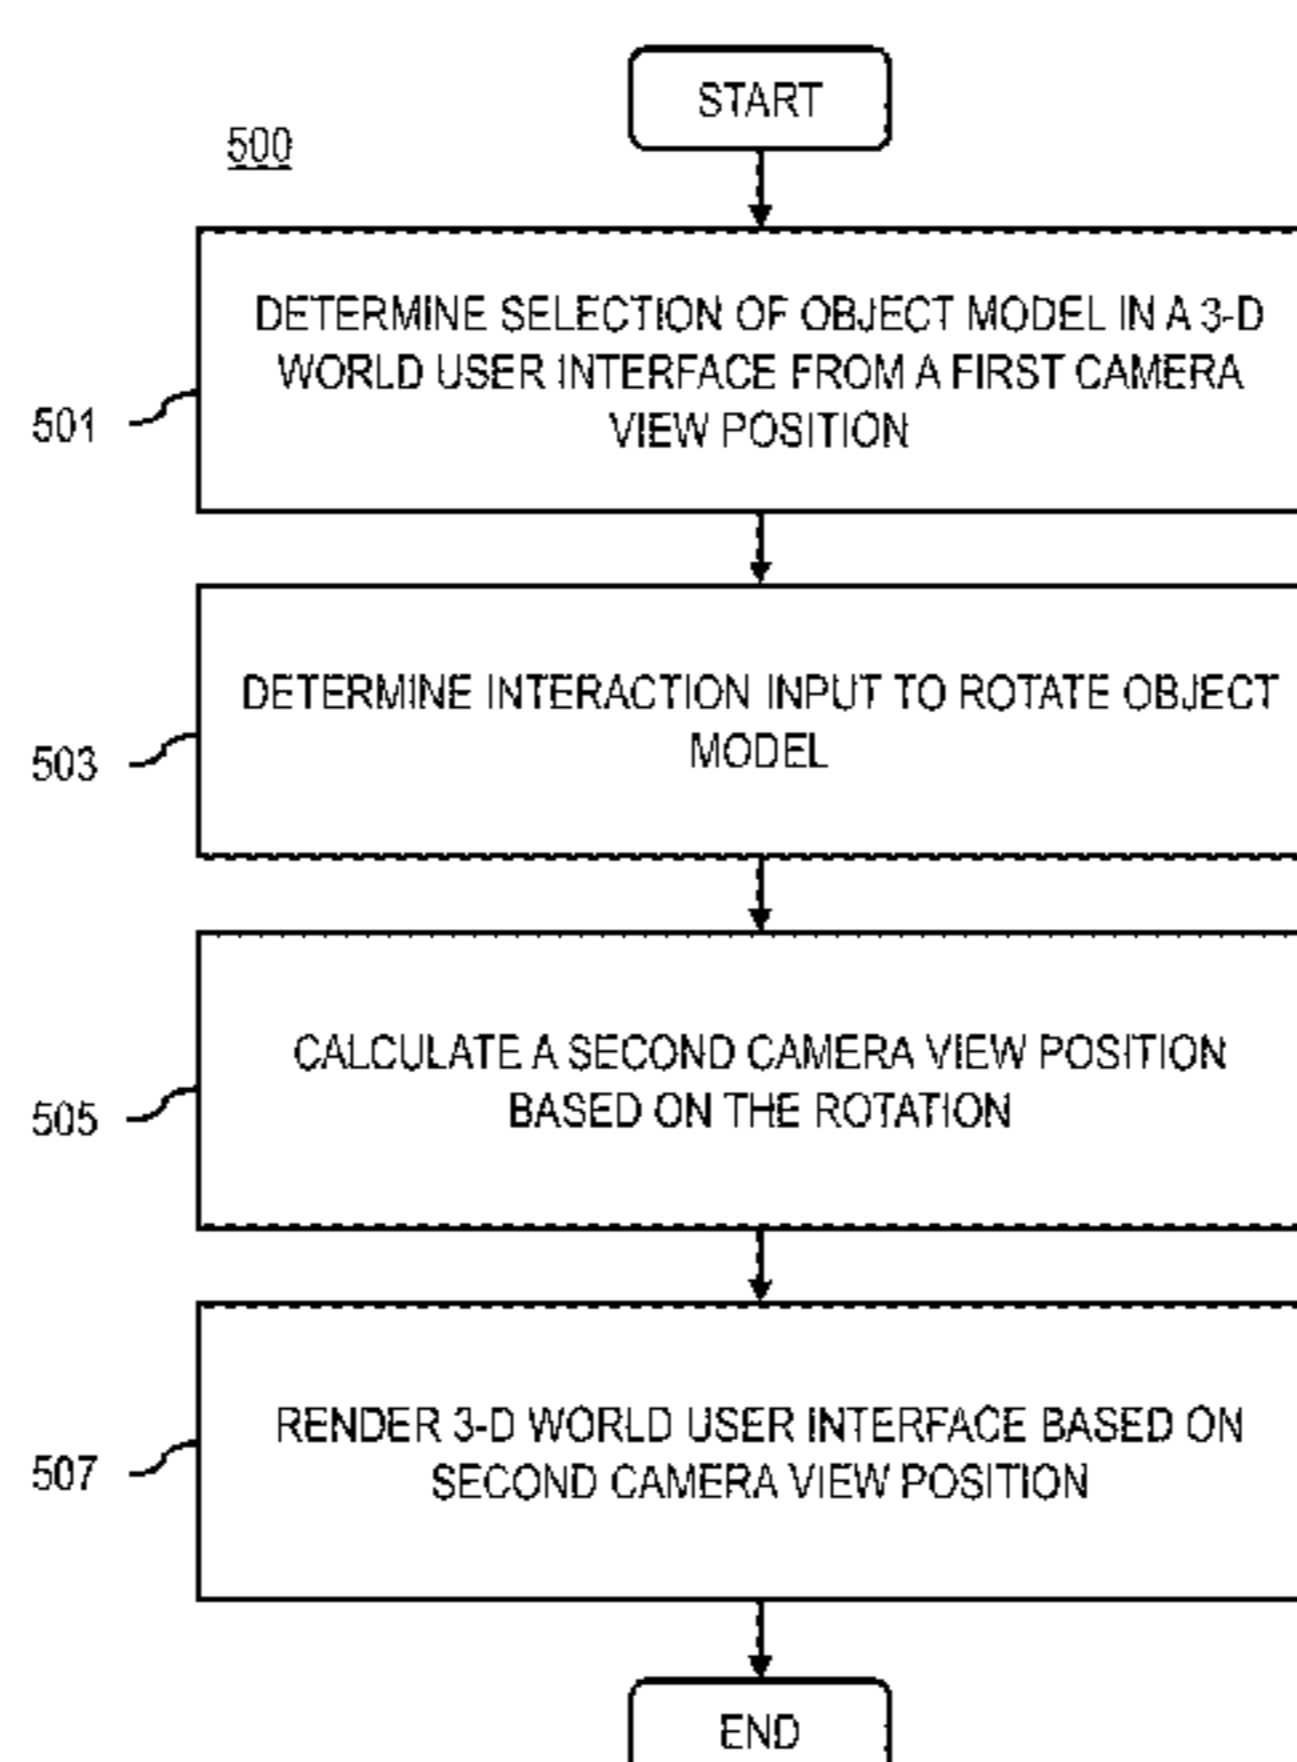 START
500
DETERMINE SELECTION OF OBJECT MODEL IN A 3-D
WORLD USER INTERFACE FROM A FIRST CAMERA
VIEW POSITION
501
DETERMINE INTERACTION INPUT TO ROTATE OBJECT
MODEL
503
CALCULATE A SECOND CAMERA VIEW POSITION
BASED ON THE ROTATION
505
RENDER 3-D WORLD USER INTERFACE BASED ON
SECOND CAMERA VIEW POSITION
507
END